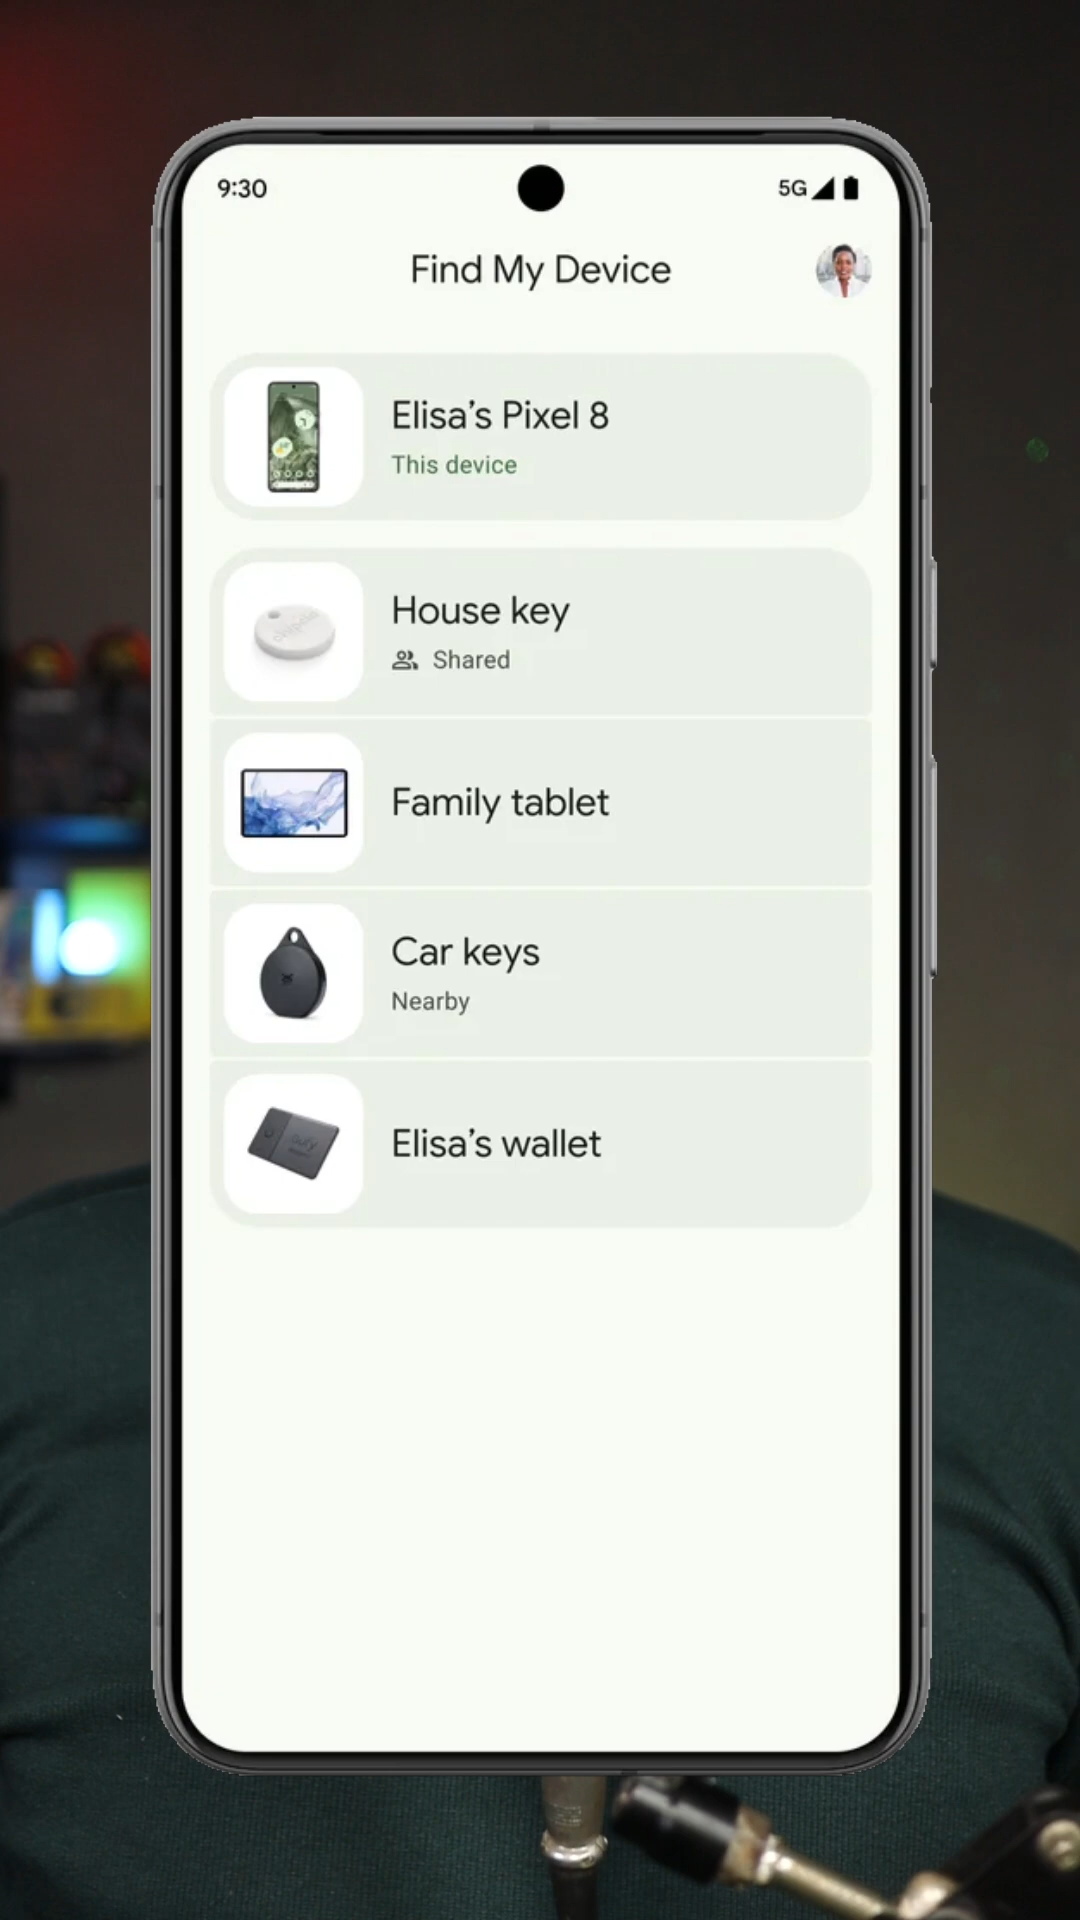 9:30
5G
Find My Device
Elisa's Pixel 8
This device
House key
Shared
Family tablet
Car keys
Nearby
Elisa's wallet